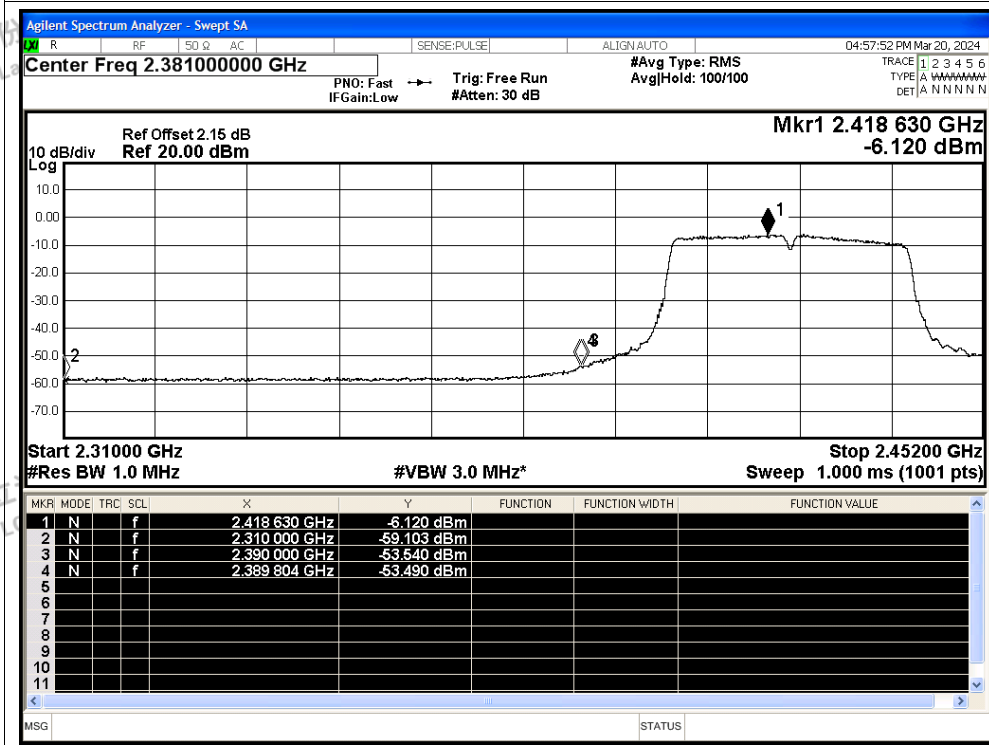 Agilent Spectrum Analyzer - Swept SA
LXI R RF 50 Ω AC SENSE:PULSE ALIGN AUTO 04:57:52 PM Mar 20, 2024
Center Freq 2.381000000 GHz
PNO: Fast
IFGain:Low
Trig: Free Run
#Atten: 30 dB
#Avg Type: RMS
Avg|Hold: 100/100
TRACE 1 2 3 4 5 6
TYPE A WWWWW
DET A N N N N N
Mkr1 2.418 630 GHz
-6.120 dBm
Ref Offset 2.15 dB
10 dB/div Ref 20.00 dBm
Log
10.0
0.00
-10.0
-20.0
-30.0
-40.0
-50.0
-60.0
-70.0
1
2
4
Start 2.31000 GHz Stop 2.45200 GHz
#Res BW 1.0 MHz #VBW 3.0 MHz* Sweep 1.000 ms (1001 pts)
MKR MODE TRC SCL X Y FUNCTION FUNCTION WIDTH FUNCTION VALUE
1 N f 2.418 630 GHz -6.120 dBm
2 N f 2.310 000 GHz -59.103 dBm
3 N f 2.390 000 GHz -53.540 dBm
4 N f 2.389 804 GHz -53.490 dBm
5
6
7
8
9
10
11
MSG STATUS